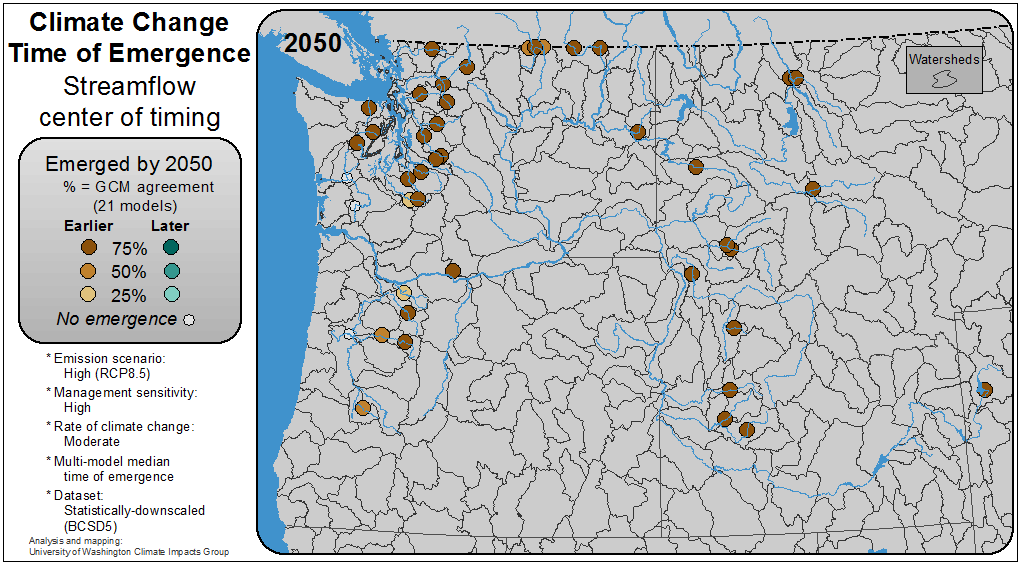 Climate Change
Time of Emergence
Streamflow
center of timing
Emerged by 2050
% = GCM agreement
(21 models)
Earlier Later
75%
50%
25%
No emergence
* Emission scenario:
High (RCP8.5)
* Management sensitivity:
High
* Rate of climate change:
Moderate
* Multi-model median
time of emergence
* Dataset:
Statistically-downscaled
(BCSD5)
Analysis and mapping:
University of Washington Climate Impacts Group
2050
Watersheds